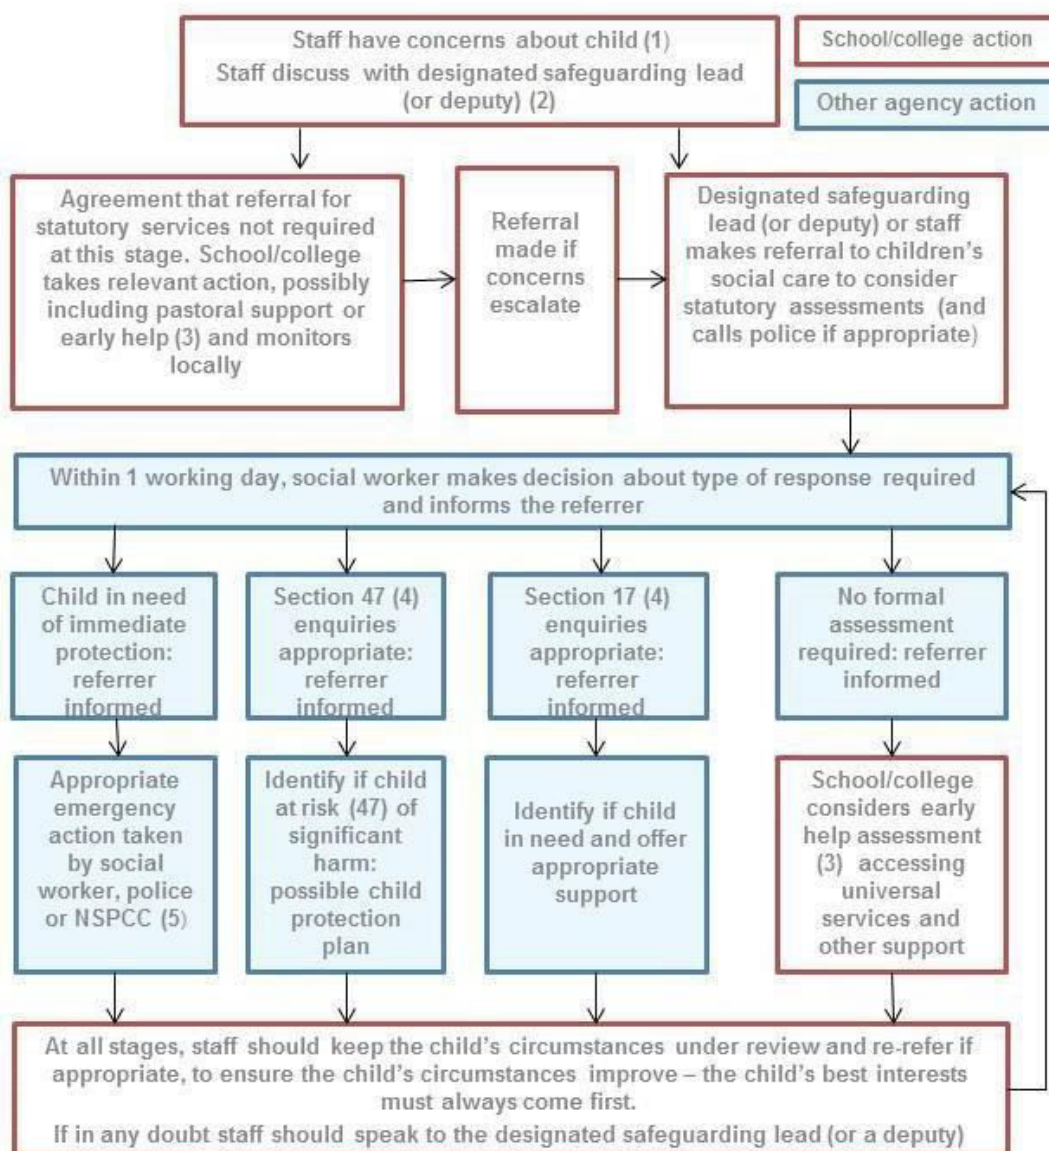 Staff have concerns about child (1)
Staff discuss with designated safeguarding lead
(or deputy) (2)
School/college action
Other agency action
Agreement that referral for
statutory services not required
at this stage. School/college
takes relevant action, possibly
including pastoral support or
early help (3) and monitors
locally
Referral
made if
concerns
escalate
Designated safeguarding
lead (or deputy) or staff
makes referral to children's
social care to consider
statutory assessments (and
calls police if appropriate)
Within 1 working day, social worker makes decision about type of response required
and informs the referrer
Child in need
of immediate
protection:
referrer
informed
Section 47 (4)
enquiries
appropriate:
referrer
informed
Section 17 (4)
enquiries
appropriate:
referrer
informed
No formal
assessment
required: referrer
informed
Appropriate
emergency
action taken
by social
worker, police
or NSPCC (5)
Identify if child
at risk (47) of
significant
harm:
possible child
protection
plan
Identify if child
in need and offer
appropriate
support
School/college
considers early
help assessment
(3) accessing
universal
services and
other support
At all stages, staff should keep the child's circumstances under review and re-refer if
appropriate, to ensure the child's circumstances improve – the child's best interests
must always come first.
If in any doubt staff should speak to the designated safeguarding lead (or a deputy)